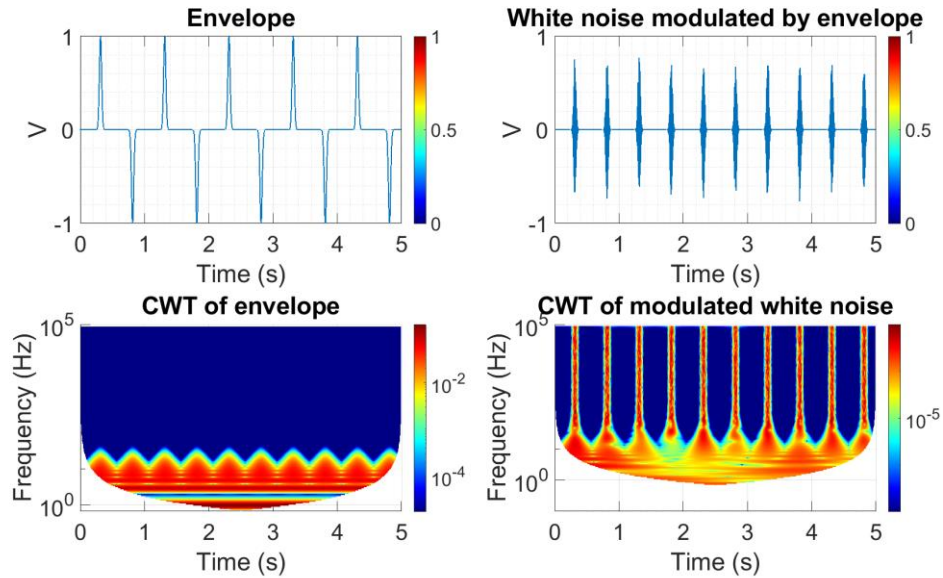 Envelope
1
0
-1
V
0 1 2 3 4 5
Time (s)
1
0.5
0
White noise modulated by envelope
1
0
-1
V
0 1 2 3 4 5
Time (s)
1
0.5
0
CWT of envelope
10^5
10^0
Frequency (Hz)
0 1 2 3 4 5
Time (s)
10^-2
10^-4
CWT of modulated white noise
10^5
10^0
Frequency (Hz)
0 1 2 3 4 5
Time (s)
10^-5